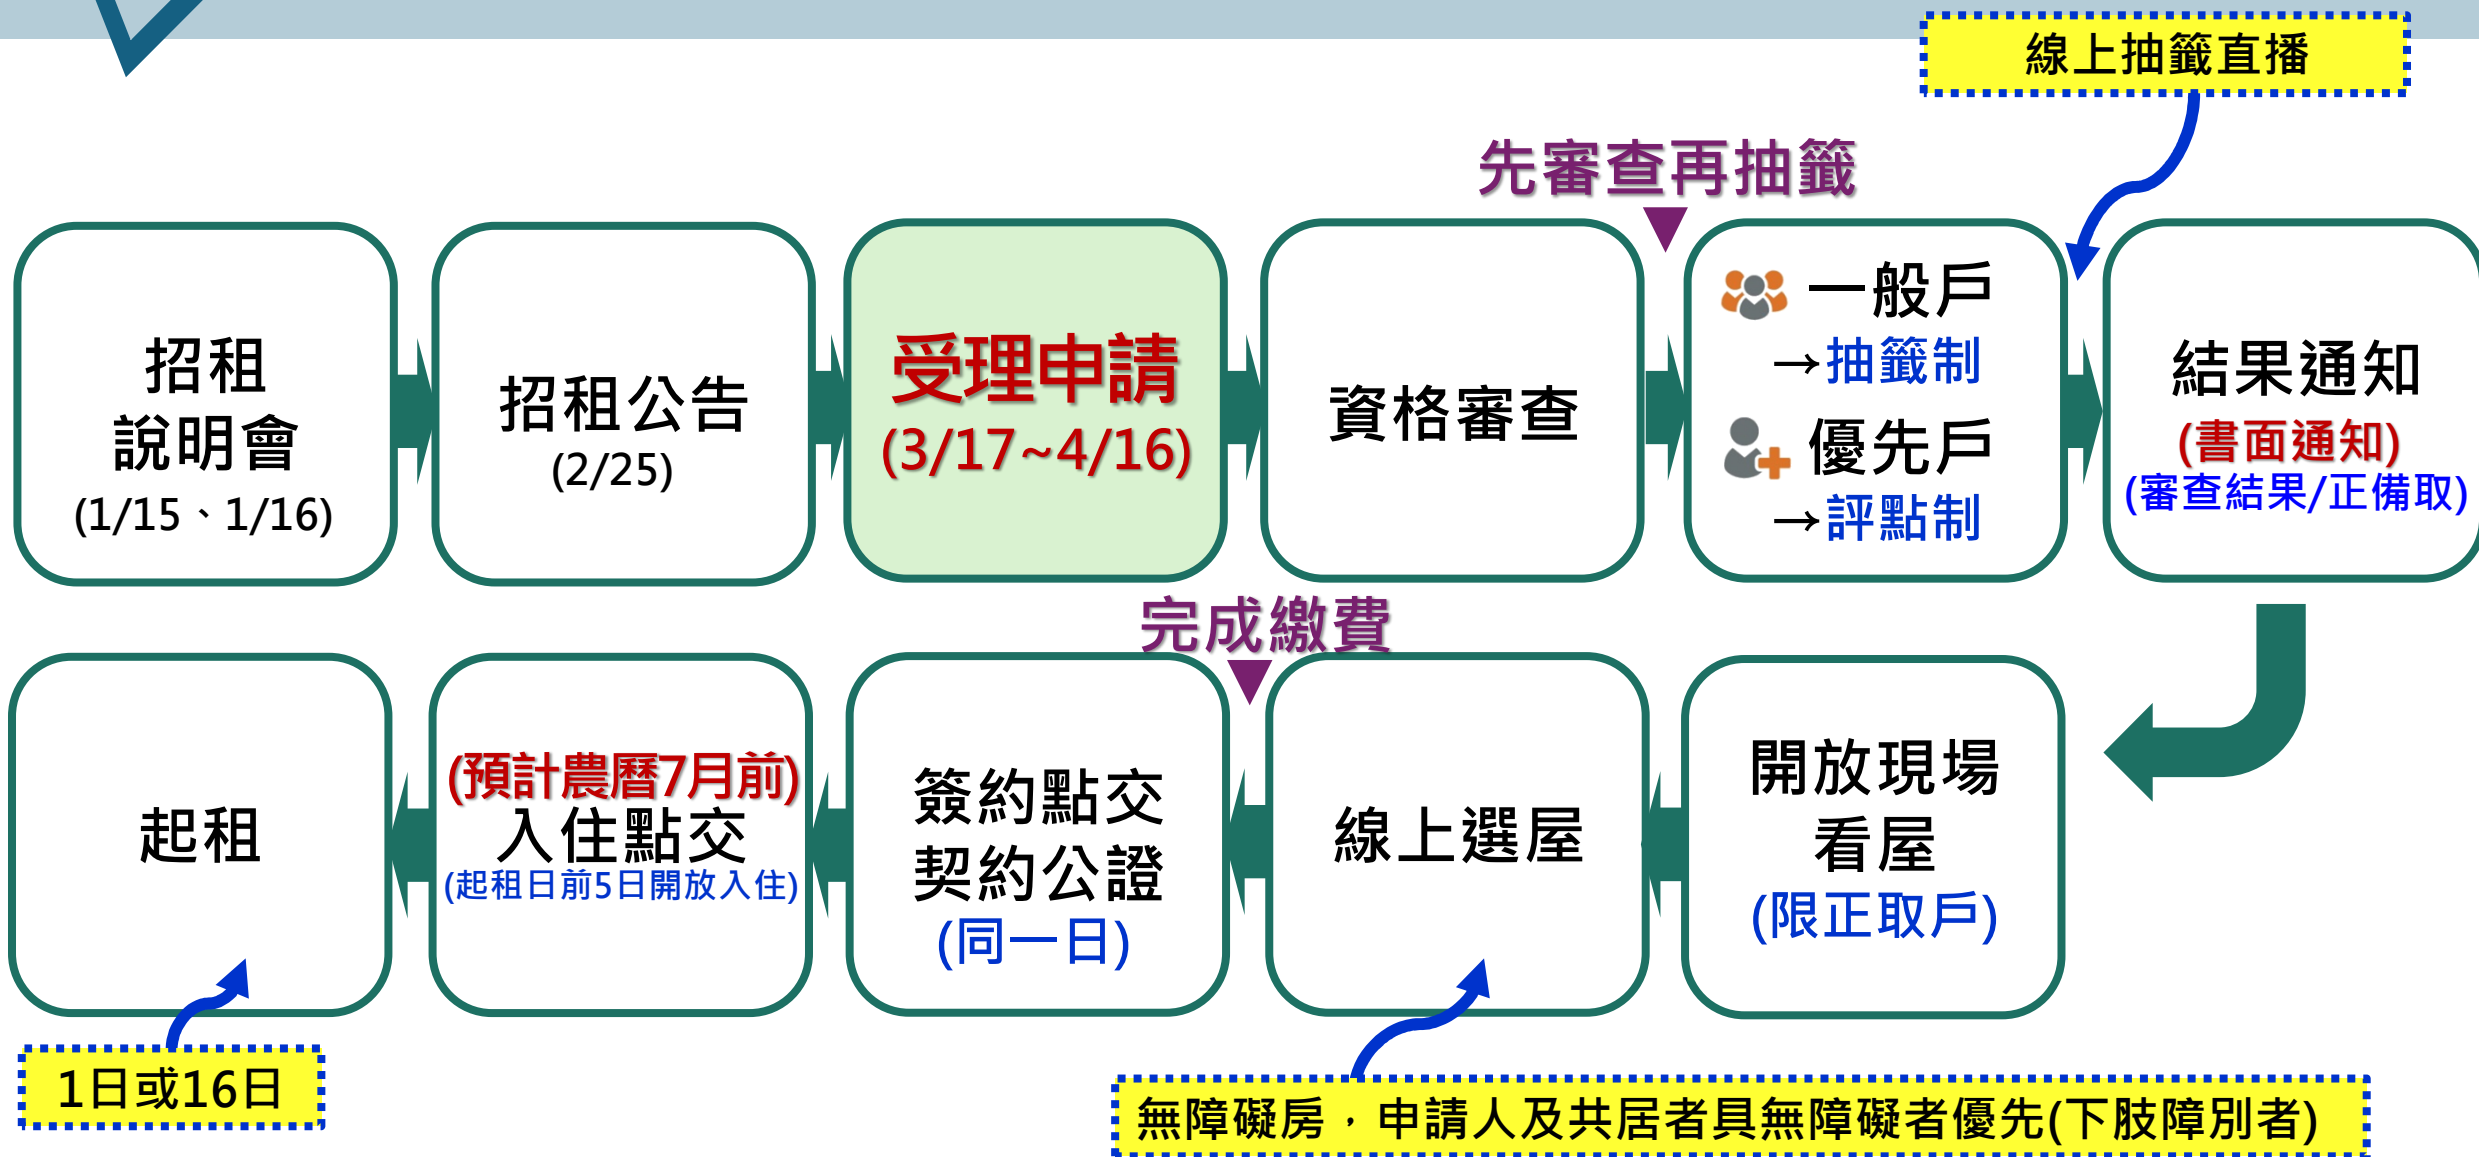 線上抽籤直播
先審查再抽籤
招租
說明會
(1/15、1/16)
招租公告
(2/25)
受理申請
(3/17~4/16)
資格審查
一般戶
→抽籤制
優先戶
→評點制
結果通知
(書面通知)
(審查結果/正備取)
開放現場
看屋
(限正取戶)
線上選屋
完成繳費
簽約點交
契約公證
(同一日)
(預計農曆7月前)
入住點交
(起租日前5日開放入住)
起租
1日或16日
無障礙房，申請人及共居者具無障礙者優先(下肢障別者)